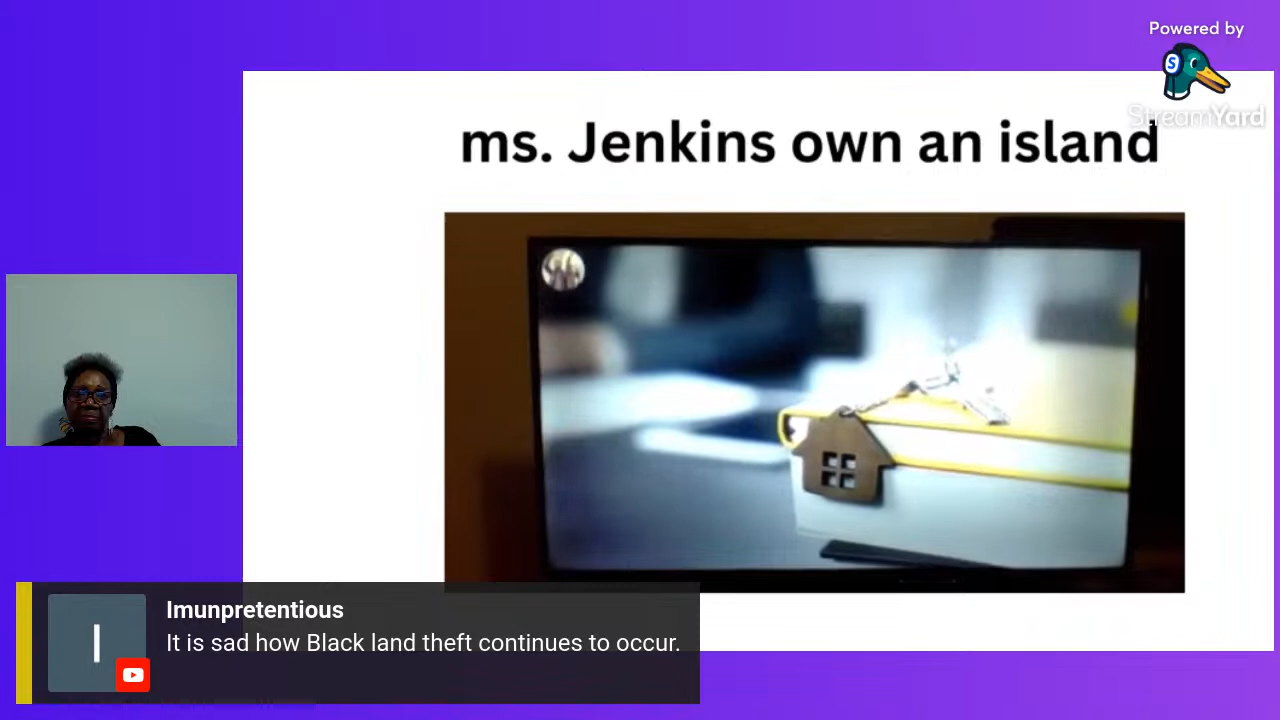 Powered by
StreamYard
ms. Jenkins own an island
I
Imunpretentious
It is sad how Black land theft continues to occur.